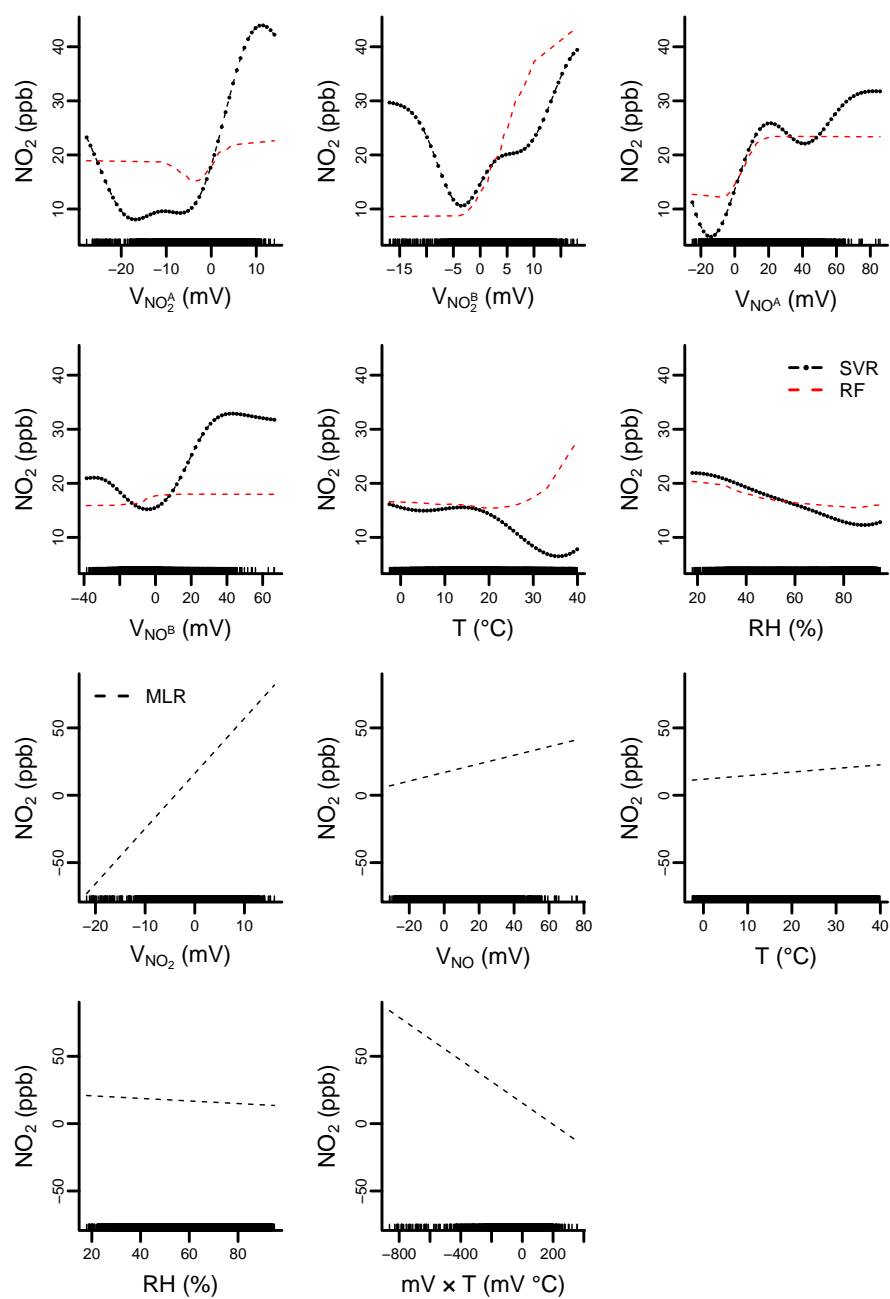 NO₂ (ppb)
40
30
20
10
−20 −10 0 10
V_NO₂ᴬ (mV)
NO₂ (ppb)
40
30
20
10
−15 −5 0 5 10
V_NO₂ᴮ (mV)
NO₂ (ppb)
40
30
20
10
−20 0 20 40 60 80
V_NOᴬ (mV)
NO₂ (ppb)
40
30
20
10
−40 −20 0 20 40 60
V_NOᴮ (mV)
NO₂ (ppb)
40
30
20
10
0 10 20 30 40
T (°C)
SVR
RF
NO₂ (ppb)
40
30
20
10
20 40 60 80
RH (%)
MLR
NO₂ (ppb)
50
0
−50
−20 −10 0 10
V_NO₂ (mV)
NO₂ (ppb)
50
0
−50
−20 0 20 40 60 80
V_NO (mV)
NO₂ (ppb)
50
0
−50
0 10 20 30 40
T (°C)
NO₂ (ppb)
50
0
−50
20 40 60 80
RH (%)
NO₂ (ppb)
50
0
−50
−800 −400 0 200
mV × T (mV °C)